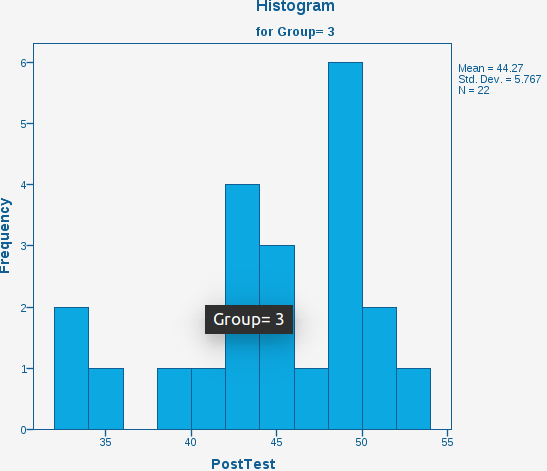 Histogram
for Group= 3
Mean = 44.27
Std. Dev. = 5.767
N = 22
6
5
4
3
2
1
0
Frequency
Group= 3
35
40
45
50
55
PostTest